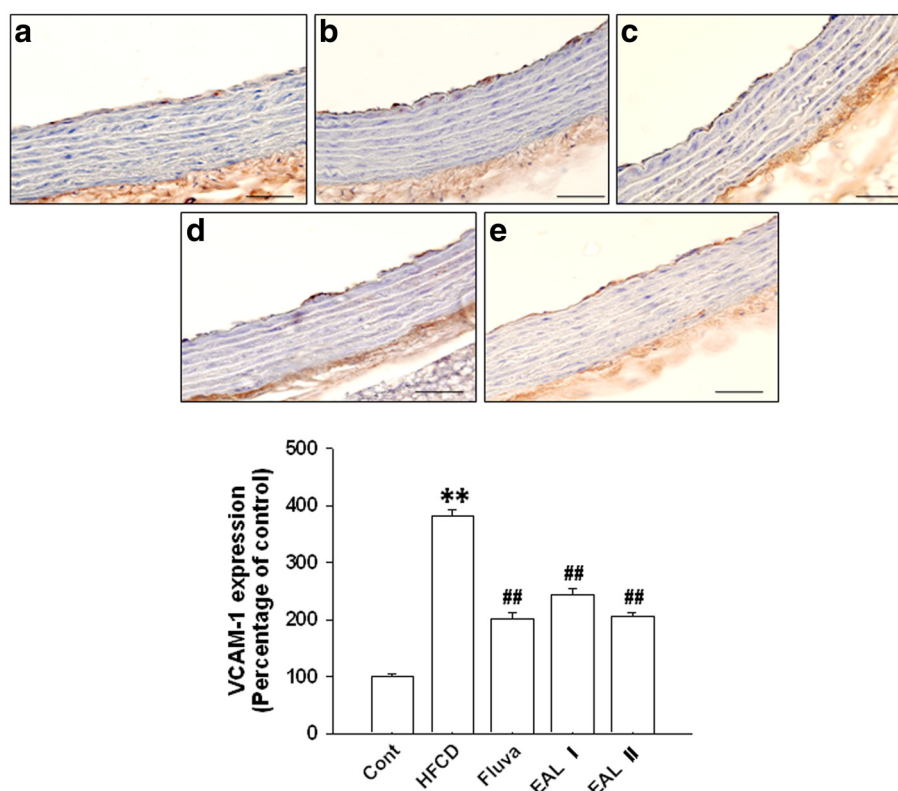 a
b
c
d
e
VCAM-1 expression
(Percentage of control)
500
400
300
200
100
0
**
##
##
##
Cont
HFCD
Fluva
EAL I
EAL II